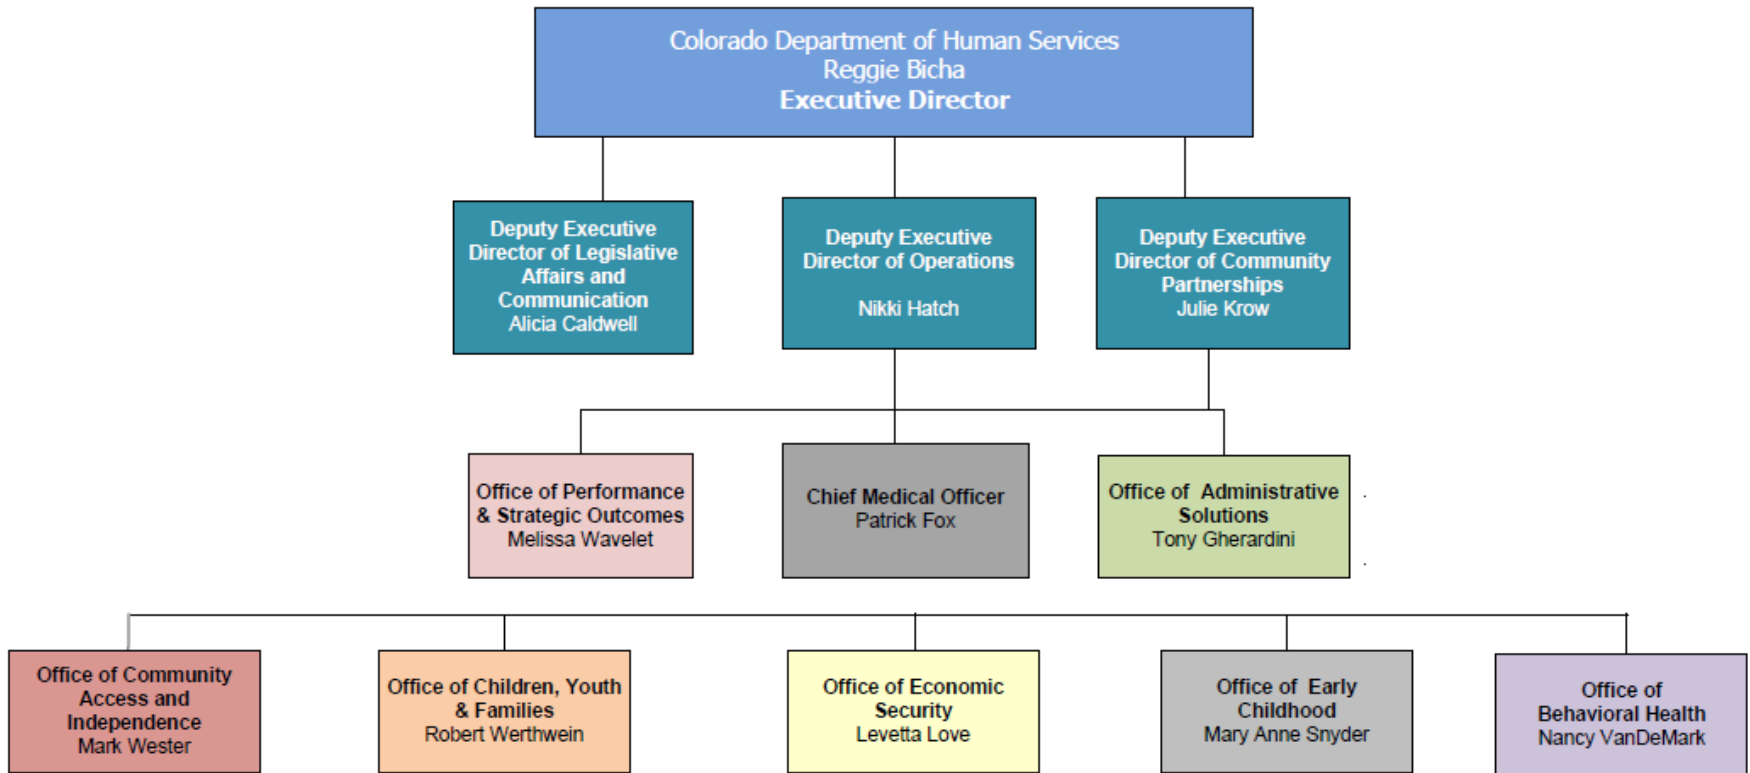 Colorado Department of Human Services
Reggie Bicha
Executive Director
Deputy Executive
Director of Legislative
Affairs and
Communication
Alicia Caldwell
Deputy Executive
Director of Operations
Nikki Hatch
Deputy Executive
Director of Community
Partnerships
Julie Krow
Office of Performance
& Strategic Outcomes
Melissa Wavelet
Chief Medical Officer
Patrick Fox
Office of Administrative
Solutions
Tony Gherardini
Office of Community
Access and
Independence
Mark Wester
Office of Children, Youth
& Families
Robert Werthwein
Office of Economic
Security
Levetta Love
Office of Early
Childhood
Mary Anne Snyder
Office of
Behavioral Health
Nancy VanDeMark